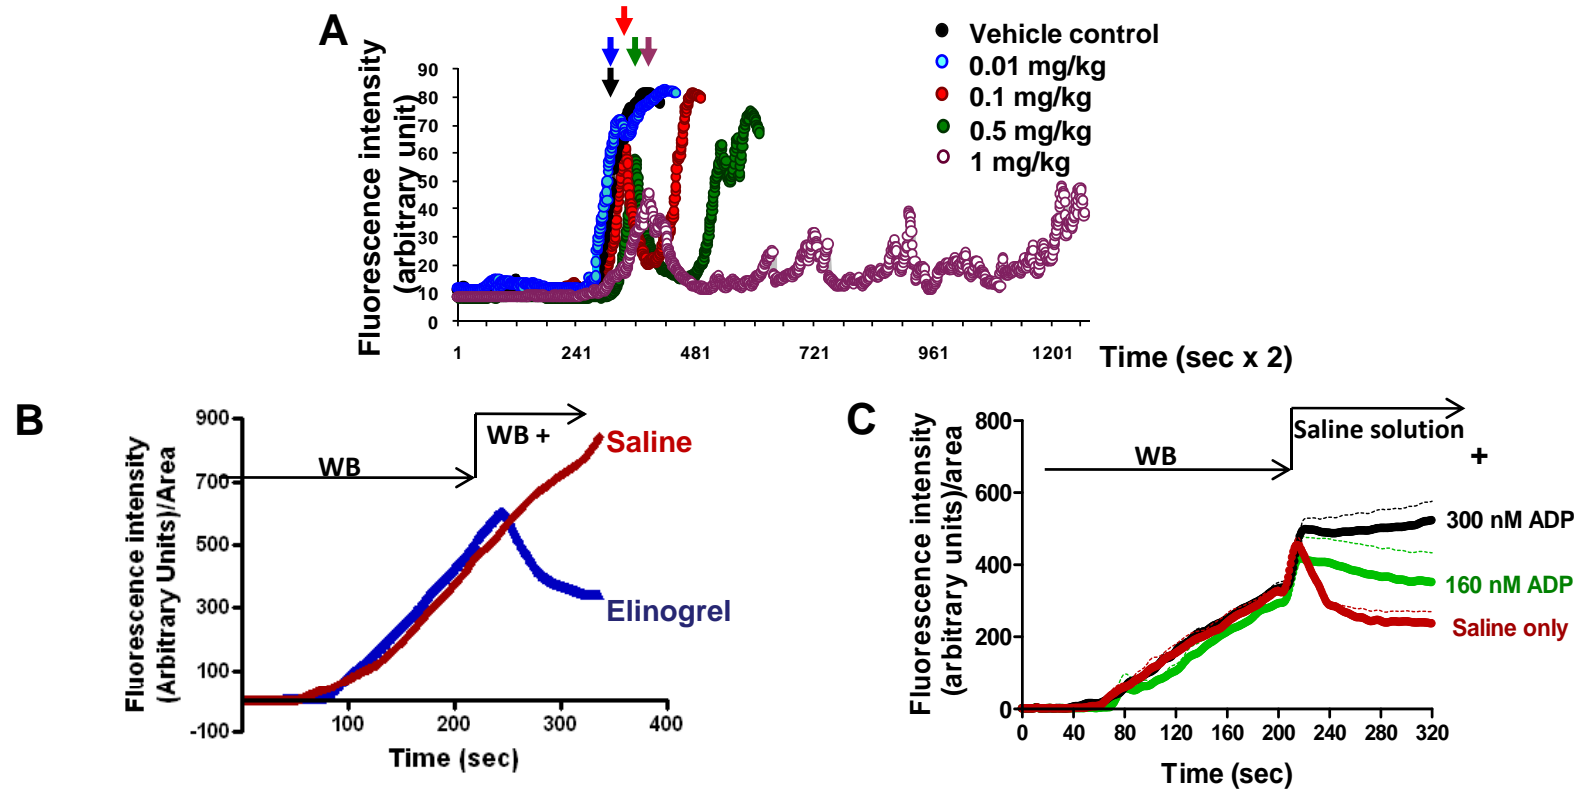 A
Fluorescence intensity
(arbitrary unit)
90
80
70
60
50
40
30
20
10
0
1
241
481
721
961
1201
Time (sec x 2)
Vehicle control
0.01 mg/kg
0.1 mg/kg
0.5 mg/kg
1 mg/kg
B
Fluorescence intensity
(Arbitrary Units)/Area
900
700
500
300
100
-100
100
200
300
400
Time (sec)
WB
WB +
Saline
Elinogrel
C
Fluorescence intensity
(arbitrary units)/area
800
600
400
200
0
0
40
80
120
160
200
240
280
320
Time (sec)
WB
Saline solution
+
300 nM ADP
160 nM ADP
Saline only